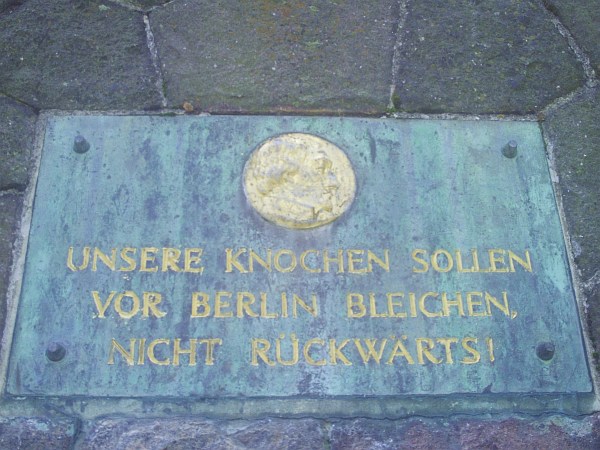 UNSERE KNOCHEN SOLLEN
VOR BERLIN BLEICHEN,
NICHT RÜCKWÄRTS!